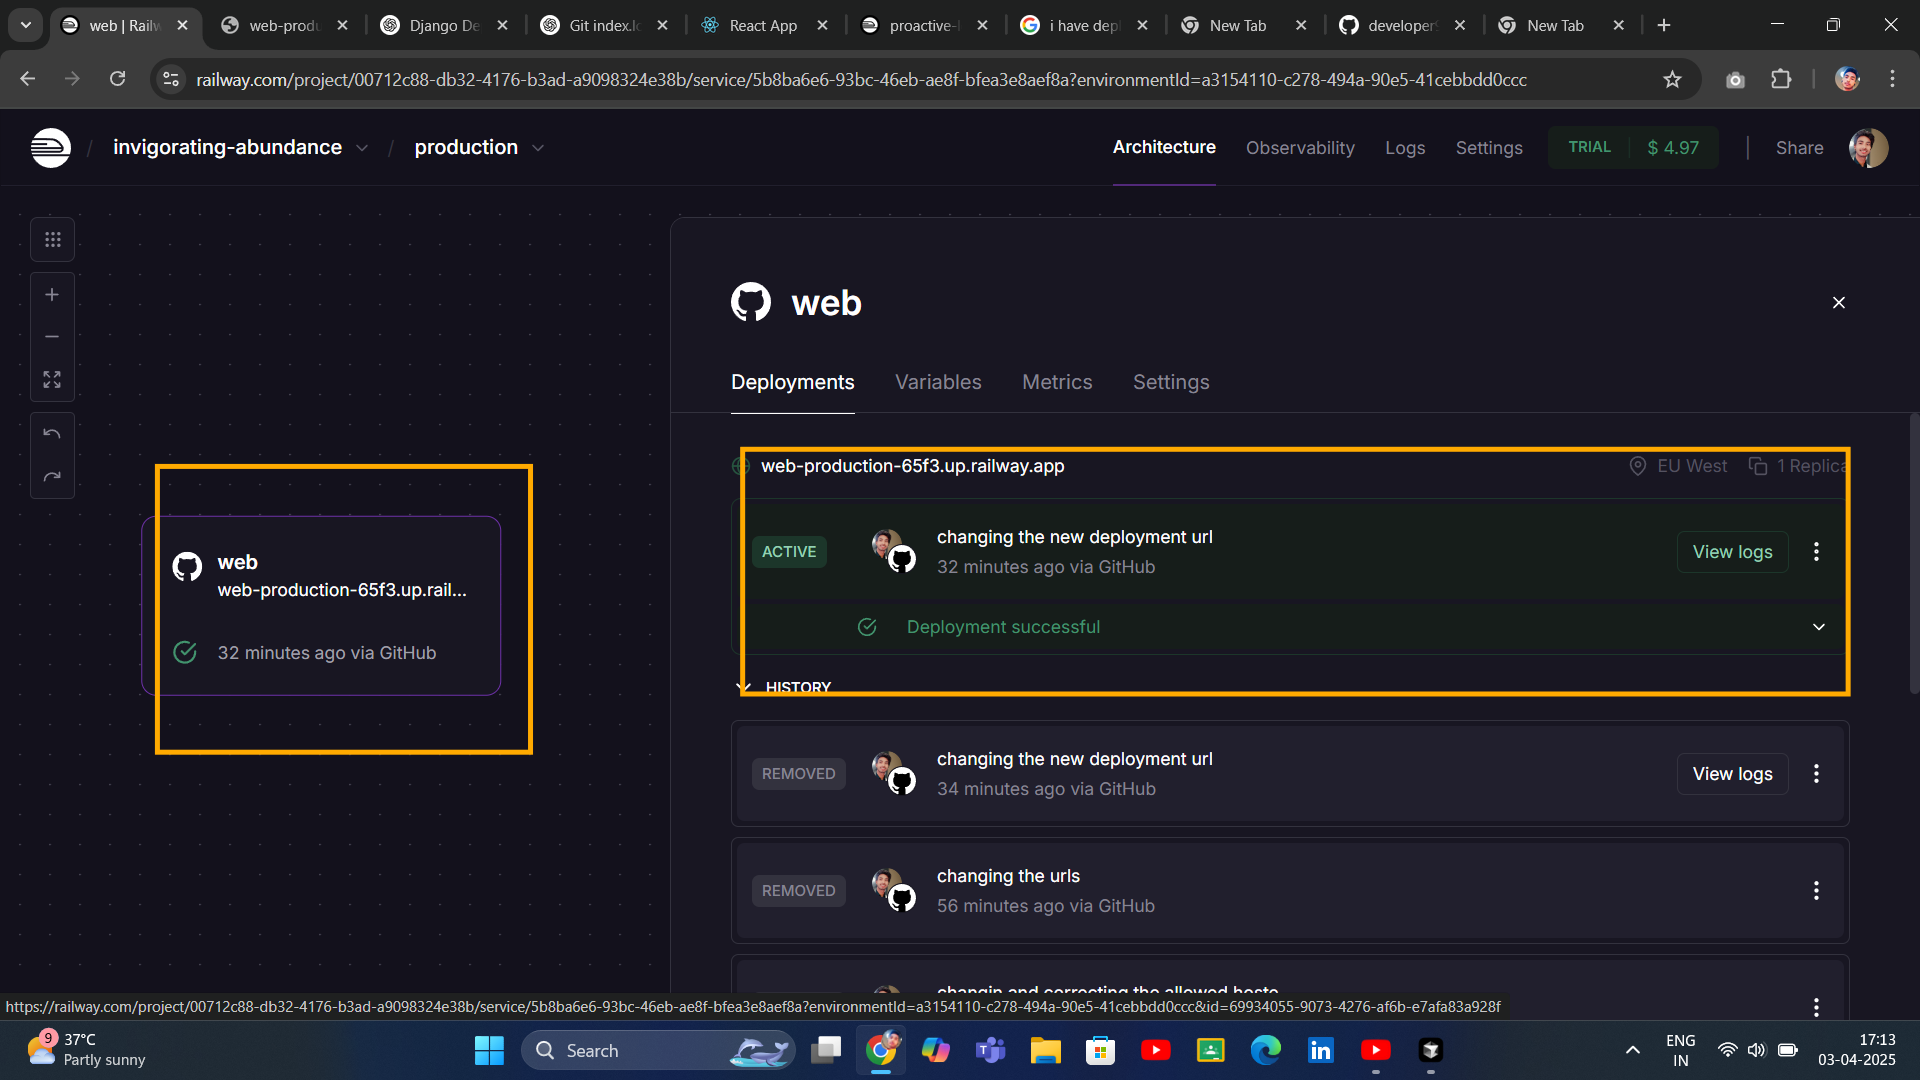 web | Railw
web-produ
Django De
Git index.lo
React App
proactive-
i have dep
New Tab
developer
New Tab
railway.com/project/00712c88-db32-4176-b3ad-a9098324e38b/service/5b8ba6e6-93bc-46eb-ae8f-bfea3e8aef8a?environmentId=a3154110-c278-494a-90e5-41cebbdd0ccc
/ invigorating-abundance / production
Architecture Observability Logs Settings TRIAL $ 4.97 Share
web
Deployments Variables Metrics Settings
web-production-65f3.up.railway.app EU West 1 Replica
ACTIVE
changing the new deployment url
32 minutes ago via GitHub
View logs
Deployment successful
web
web-production-65f3.up.rail...
32 minutes ago via GitHub
HISTORY
REMOVED
changing the new deployment url
34 minutes ago via GitHub
View logs
REMOVED
changing the urls
56 minutes ago via GitHub
changin and correcting the allowed hosts
https://railway.com/project/00712c88-db32-4176-b3ad-a9098324e38b/service/5b8ba6e6-93bc-46eb-ae8f-bfea3e8aef8a?environmentId=a3154110-c278-494a-90e5-41cebbdd0ccc&id=69934055-9073-4276-af6b-e7afa83a928f
9
37°C
Partly sunny
Search
ENG
IN
17:13
03-04-2025